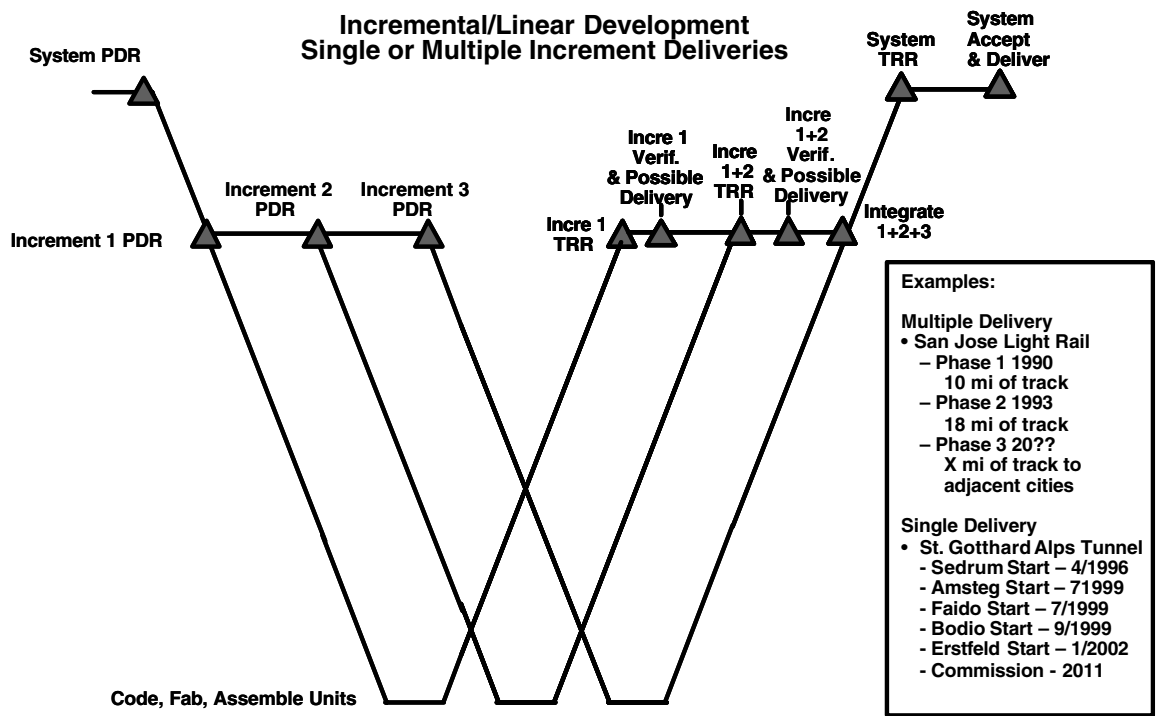 Incremental/Linear Development
Single or Multiple Increment Deliveries
System PDR
System
TRR
System
Accept
& Deliver
Increment 1 PDR
Increment 2
PDR
Increment 3
PDR
Incre 1
TRR
Incre 1
Verif.
& Possible
Delivery
Incre
1+2
TRR
Incre
1+2
Verif.
& Possible
Delivery
Integrate
1+2+3
Code, Fab, Assemble Units
Examples:
Multiple Delivery
• San Jose Light Rail
– Phase 1 1990
10 mi of track
– Phase 2 1993
18 mi of track
– Phase 3 20??
X mi of track to
adjacent cities
Single Delivery
• St. Gotthard Alps Tunnel
- Sedrum Start – 4/1996
- Amsteg Start – 71999
- Faido Start – 7/1999
- Bodio Start – 9/1999
- Erstfeld Start – 1/2002
- Commission - 2011